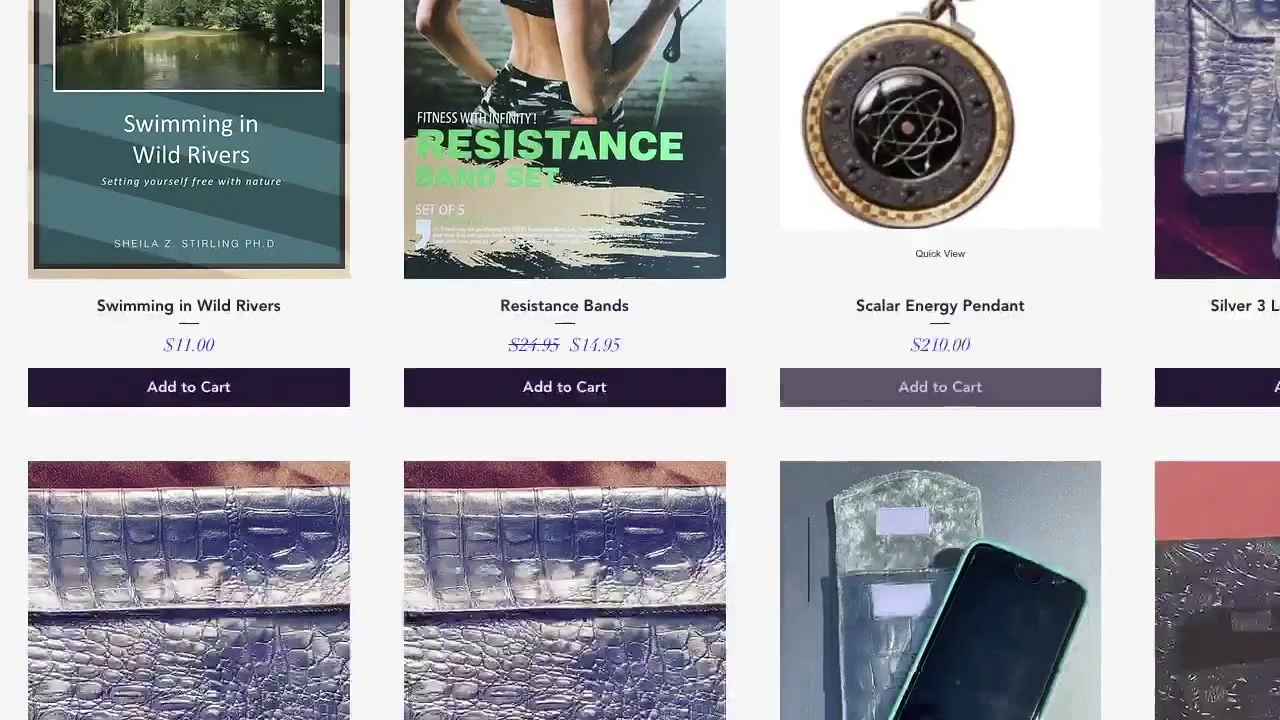 Swimming in
Wild Rivers
Setting yourself free with nature
SHEILA Z. STIRLING PH.D
FITNESS WITH INFINITY!
RESISTANCE
BAND SET
SET OF 5
Quick View
Swimming in Wild Rivers
Resistance Bands
Scalar Energy Pendant
Silver 3 L
$11.00
$24.95 $14.95
$210.00
Add to Cart
Add to Cart
Add to Cart
A